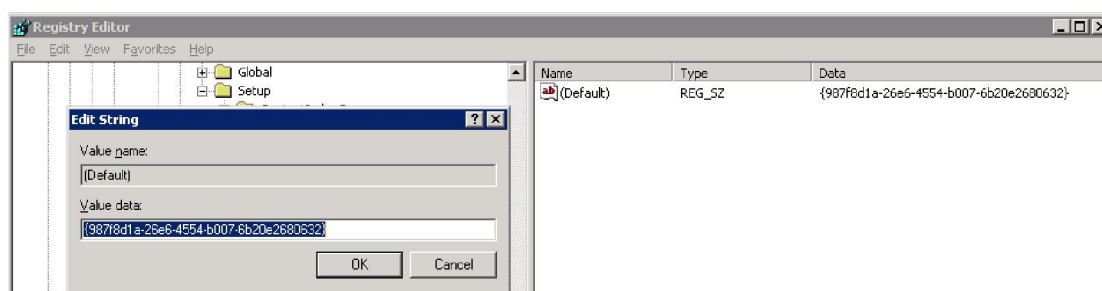 Registry Editor
File Edit View Favorites Help
Global
Setup
Name Type Data
(Default) REG_SZ {987f8d1a-26e6-4554-b007-6b20e2680632}
Edit String
Value name:
(Default)
Value data:
{987f8d1a-26e6-4554-b007-6b20e2680632}
OK Cancel